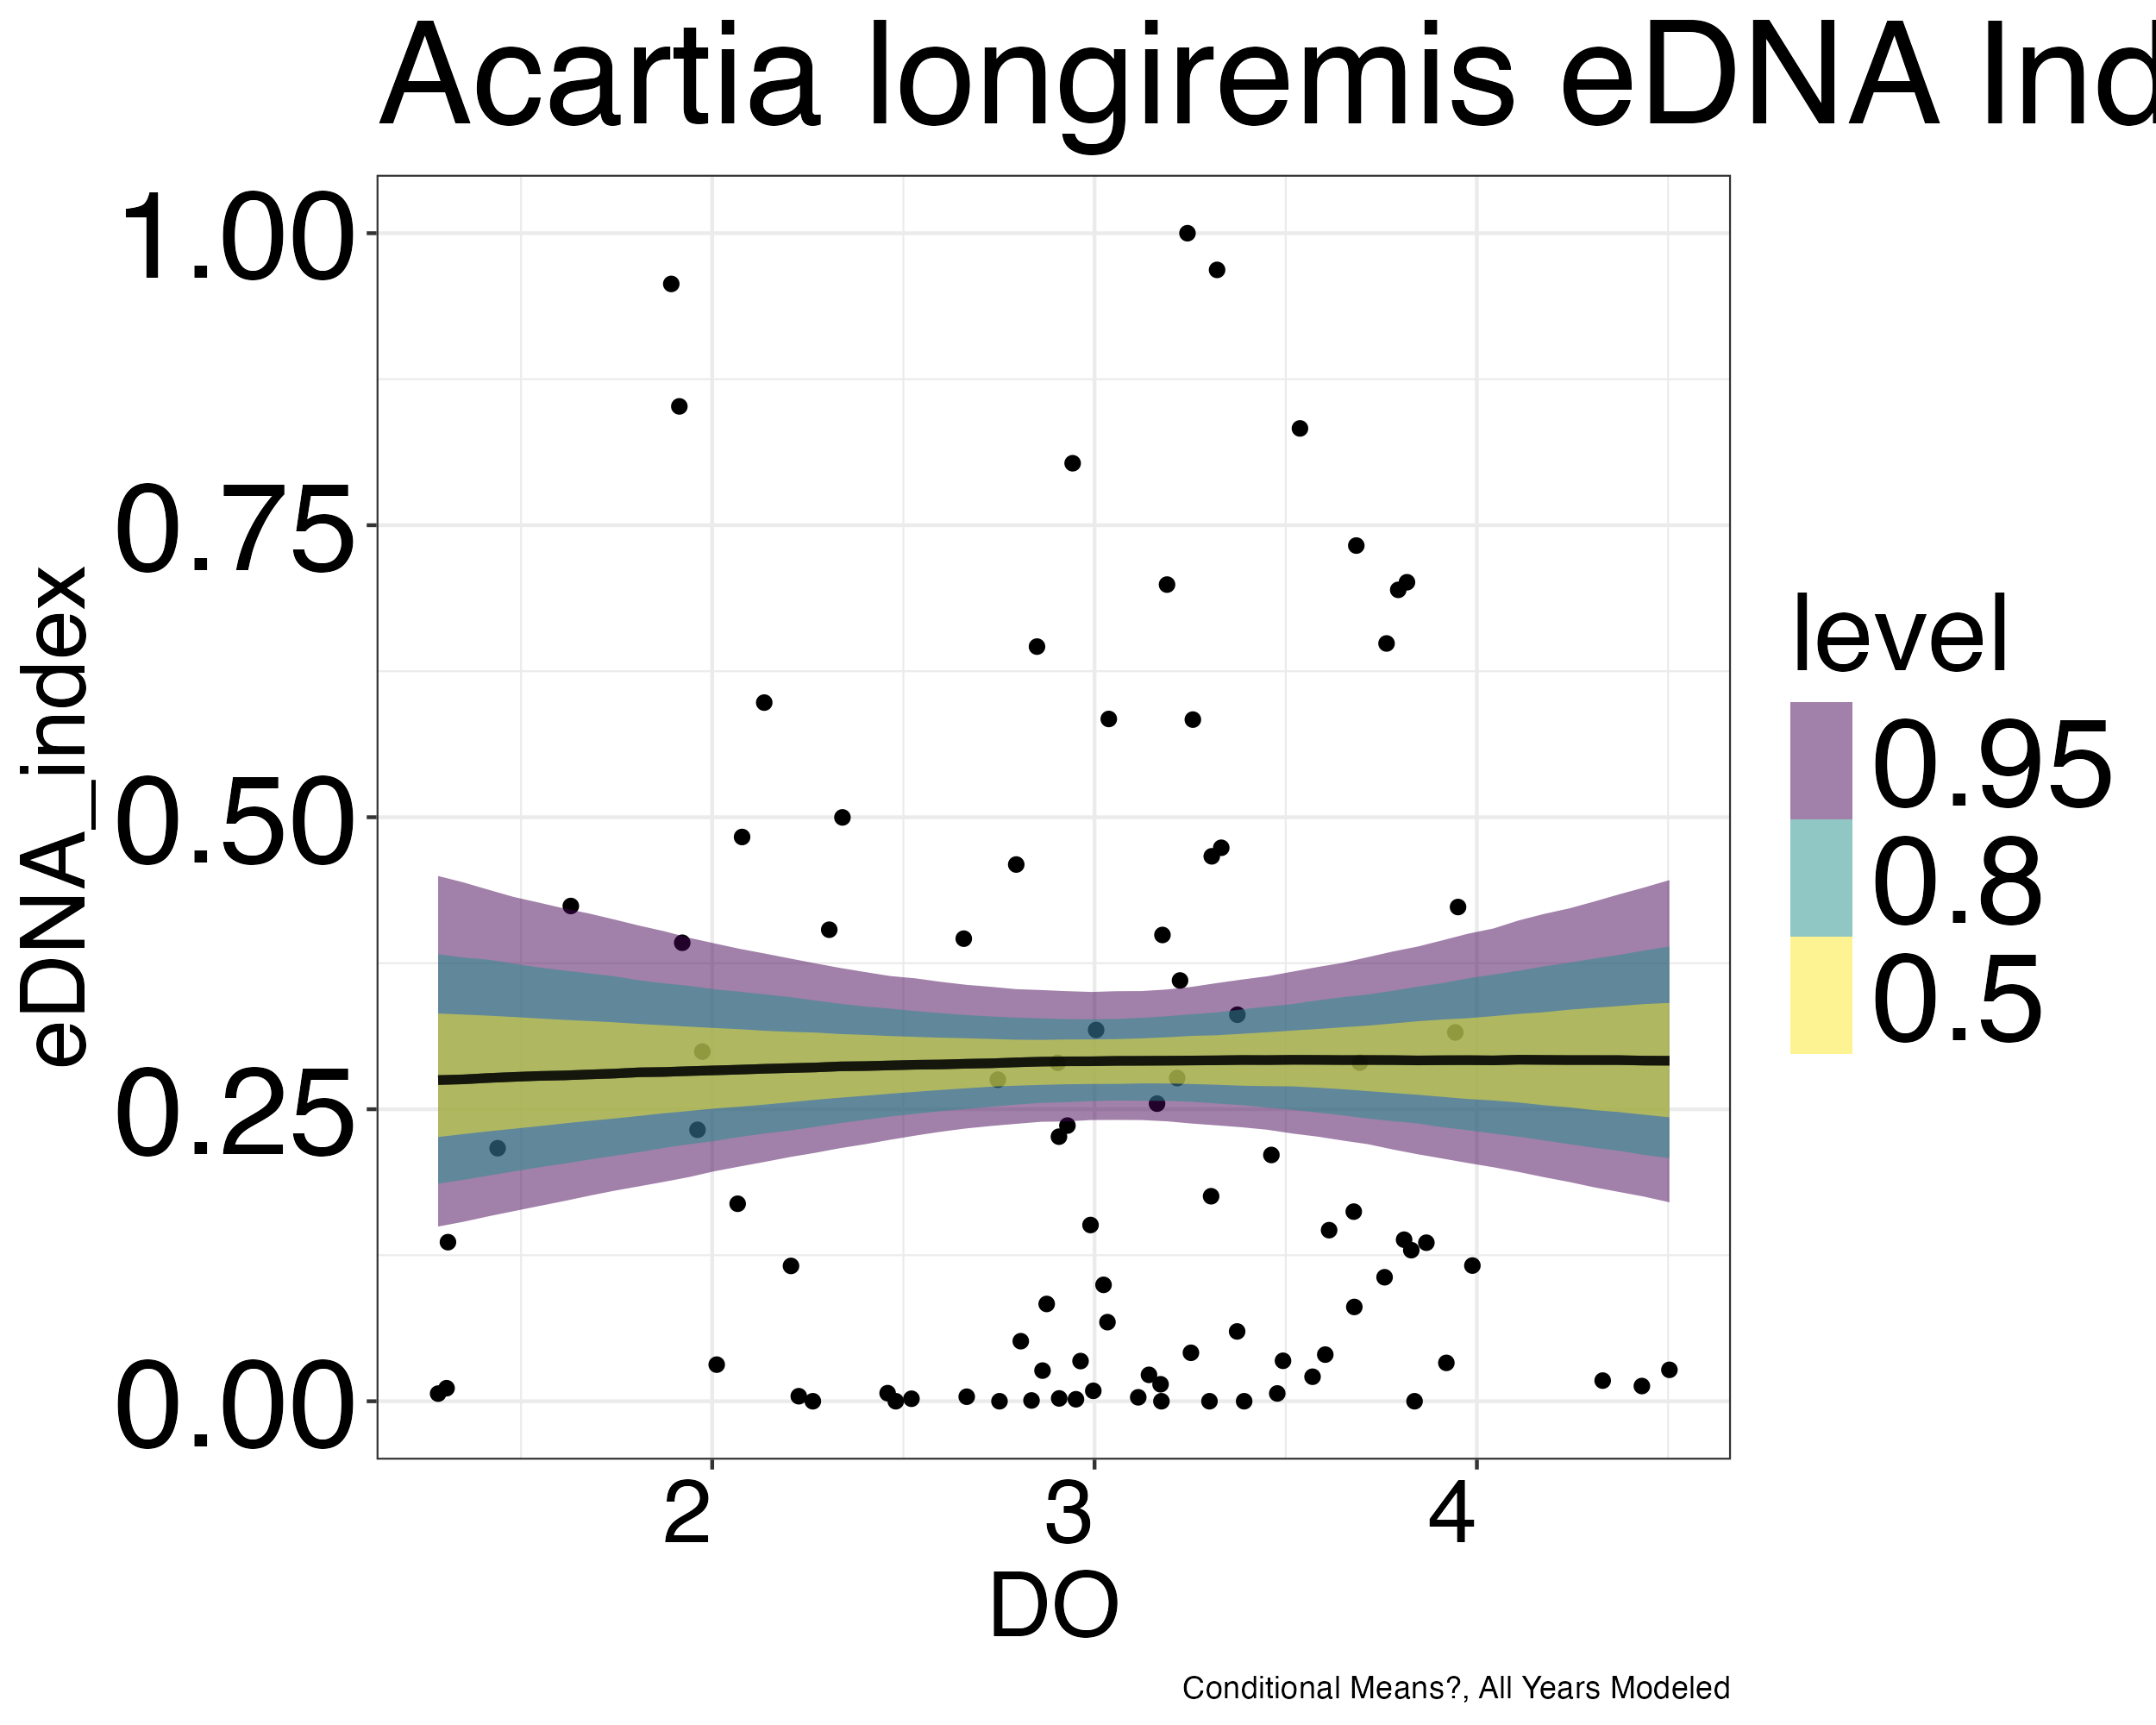 Acartia longiremis eDNA Ind
1.00
0.75
0.50
0.25
0.00
eDNA_index
2 3 4
DO
level
0.95
0.8
0.5
Conditional Means?, All Years Modeled